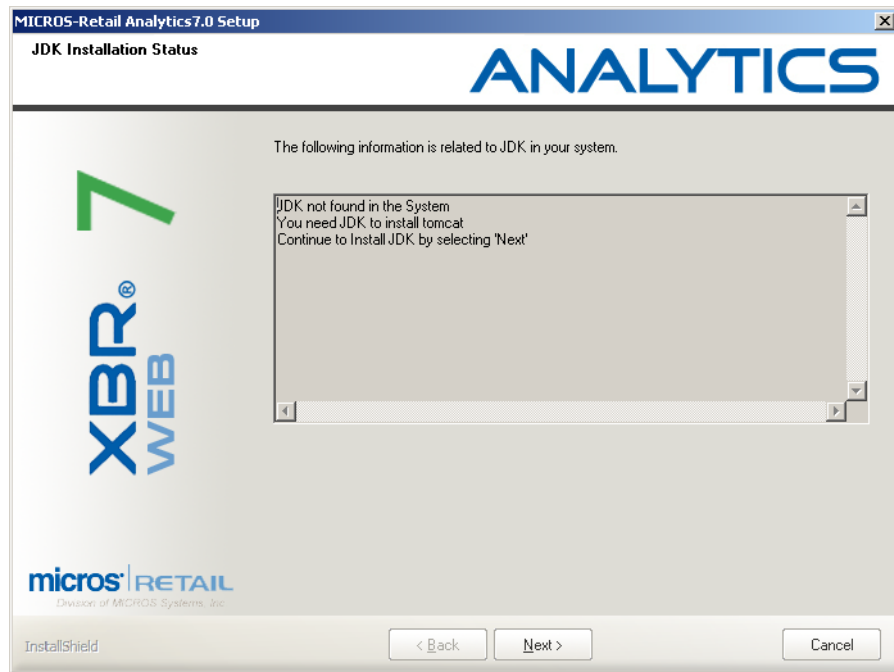 MICROS-Retail Analytics7.0 Setup
JDK Installation Status
ANALYTICS
The following information is related to JDK in your system.
JDK not found in the System
You need JDK to install tomcat
Continue to Install JDK by selecting 'Next'
XBR® 7
WEB
micros RETAIL
Division of MICROS Systems, Inc.
InstallShield
< Back
Next >
Cancel